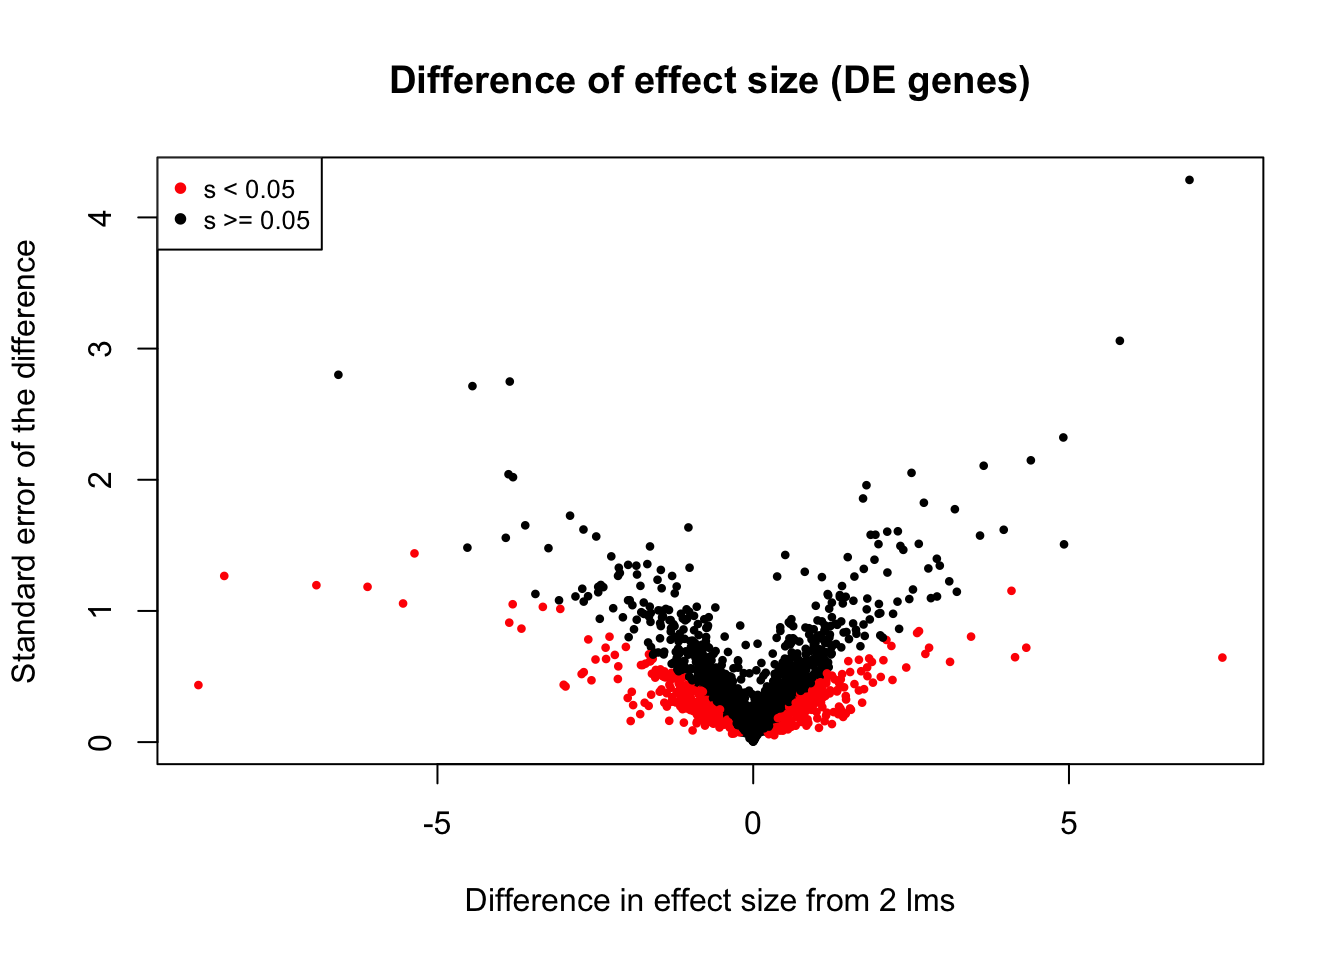 Difference of effect size (DE genes)
s < 0.05
s >= 0.05
Standard error of the difference
4
3
2
1
0
-5
0
5
Difference in effect size from 2 lms